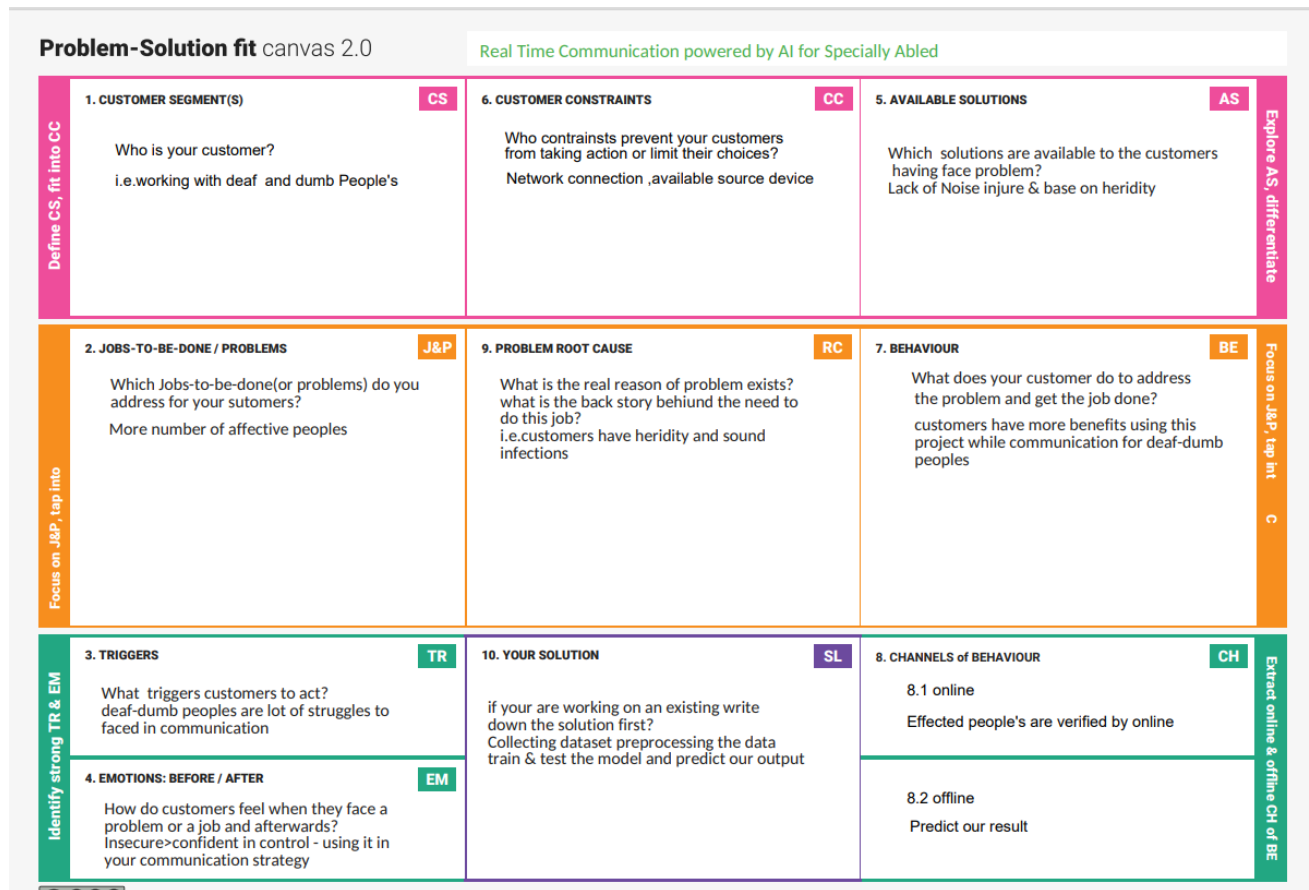 Problem-Solution fit canvas 2.0
Real Time Communication powered by AI for Specially Abled
Define CS, fit into CC
1. CUSTOMER SEGMENT(S)
CS
Who is your customer?
i.e.working with deaf and dumb People's
6. CUSTOMER CONSTRAINTS
CC
Who contrainsts prevent your customers
from taking action or limit their choices?
Network connection ,available source device
5. AVAILABLE SOLUTIONS
AS
Which solutions are available to the customers
having face problem?
Lack of Noise injure & base on heridity
Explore AS, differentiate
Focus on J&P, tap into
2. JOBS-TO-BE-DONE / PROBLEMS
J&P
Which Jobs-to-be-done(or problems) do you
address for your sutomers?
More number of affective peoples
9. PROBLEM ROOT CAUSE
RC
What is the real reason of problem exists?
what is the back story behiund the need to
do this job?
i.e.customers have heridity and sound
infections
7. BEHAVIOUR
BE
What does your customer do to address
the problem and get the job done?
customers have more benefits using this
project while communication for deaf-dumb
peoples
Focus on J&P, tap int C
Identify strong TR & EM
3. TRIGGERS
TR
What triggers customers to act?
deaf-dumb peoples are lot of struggles to
faced in communication
4. EMOTIONS: BEFORE / AFTER
EM
How do customers feel when they face a
problem or a job and afterwards?
Insecure>confident in control - using it in
your communication strategy
10. YOUR SOLUTION
SL
if your are working on an existing write
down the solution first?
Collecting dataset preprocessing the data
train & test the model and predict our output
8. CHANNELS of BEHAVIOUR
CH
8.1 online
Effected people's are verified by online
8.2 offline
Predict our result
Extract online & offline CH of BE